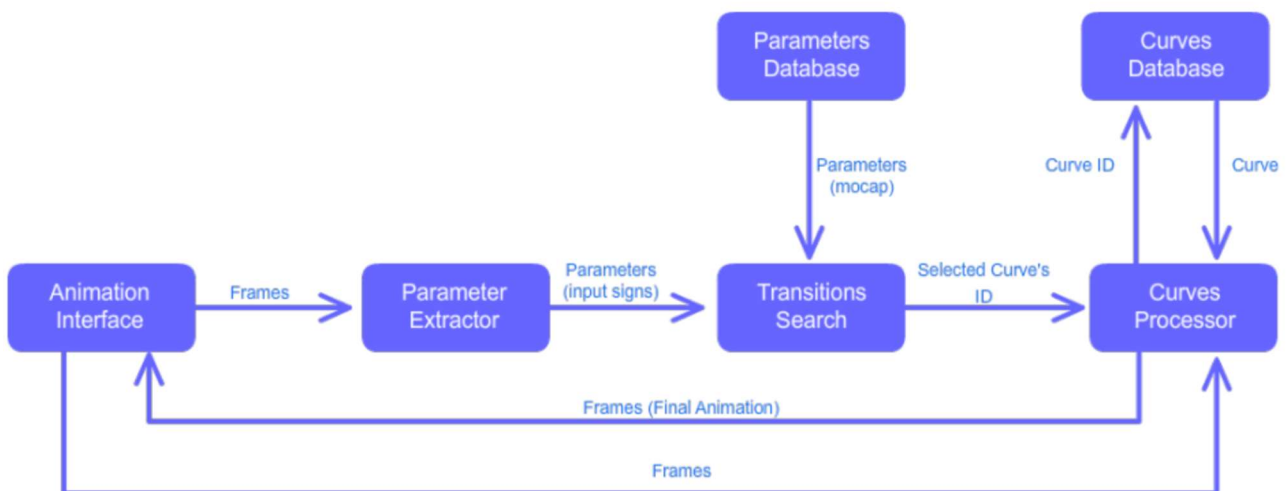 Parameters
Database
Curves
Database
Parameters
(mocap)
Curve ID
Curve
Animation
Interface
Frames
Parameter
Extractor
Parameters
(input signs)
Transitions
Search
Selected Curve's
ID
Curves
Processor
Frames (Final Animation)
Frames